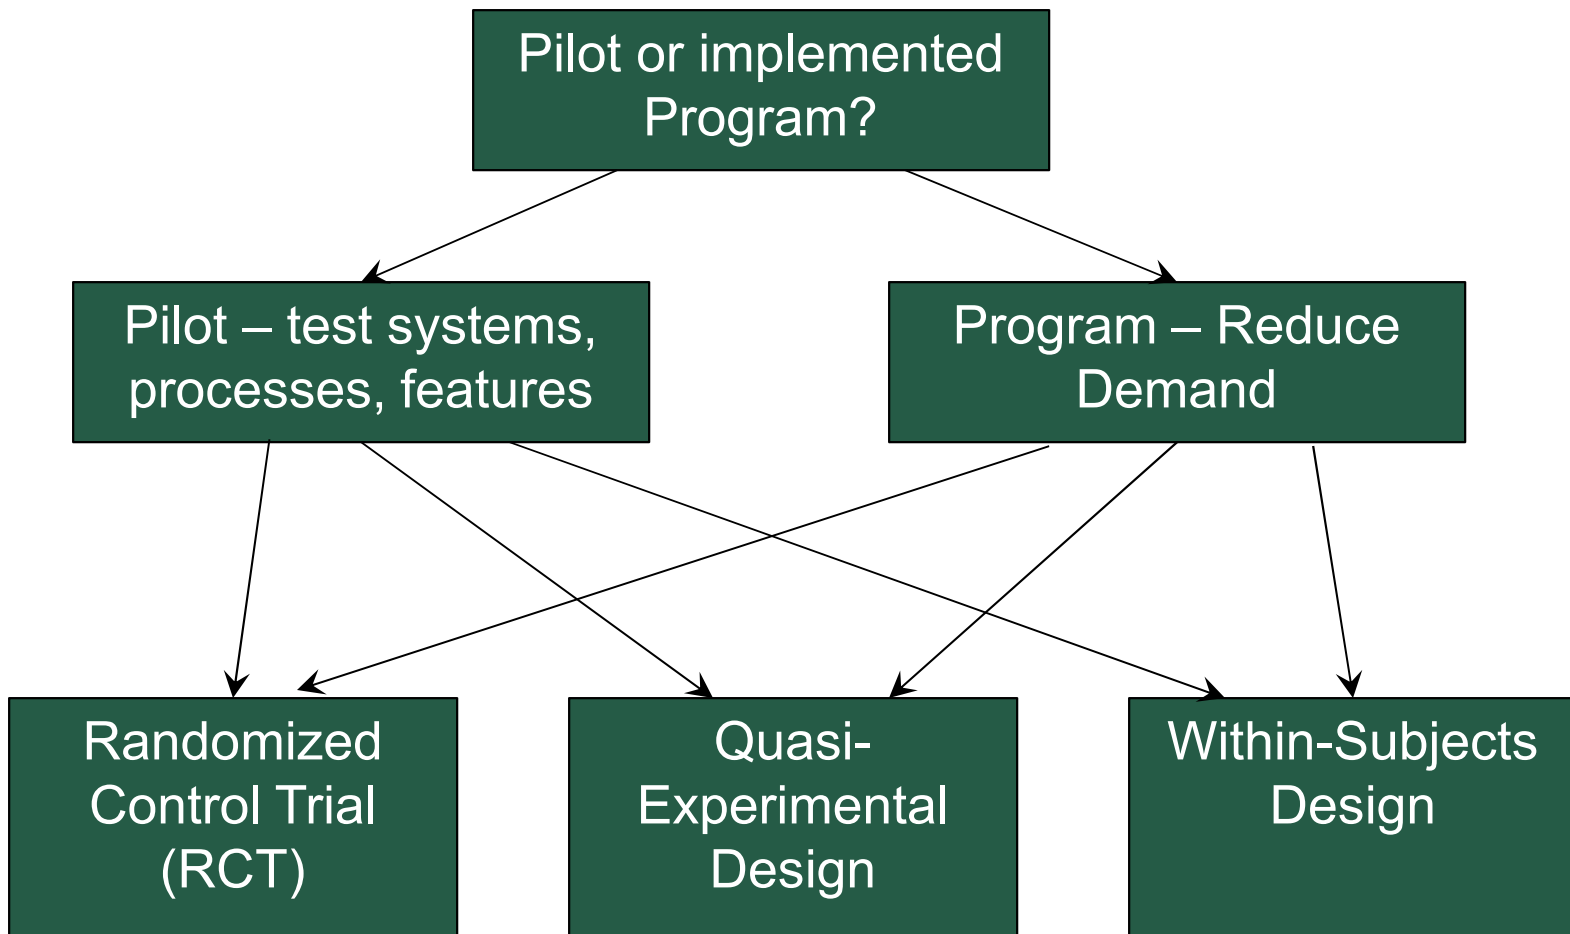 Pilot or implemented
Program?
Pilot – test systems,
processes, features
Program – Reduce
Demand
Randomized
Control Trial
(RCT)
Quasi-
Experimental
Design
Within-Subjects
Design